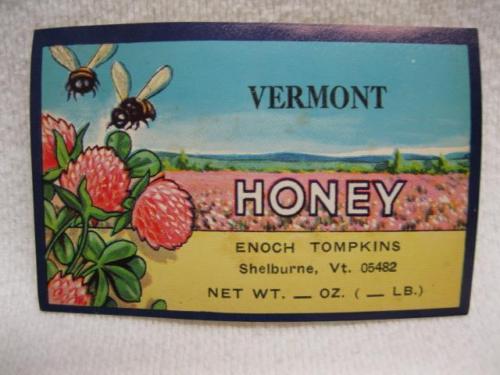 VERMONT
HONEY
ENOCH TOMPKINS
Shelburne, Vt. 05482
NET WT. __ OZ. ( __ LB.)